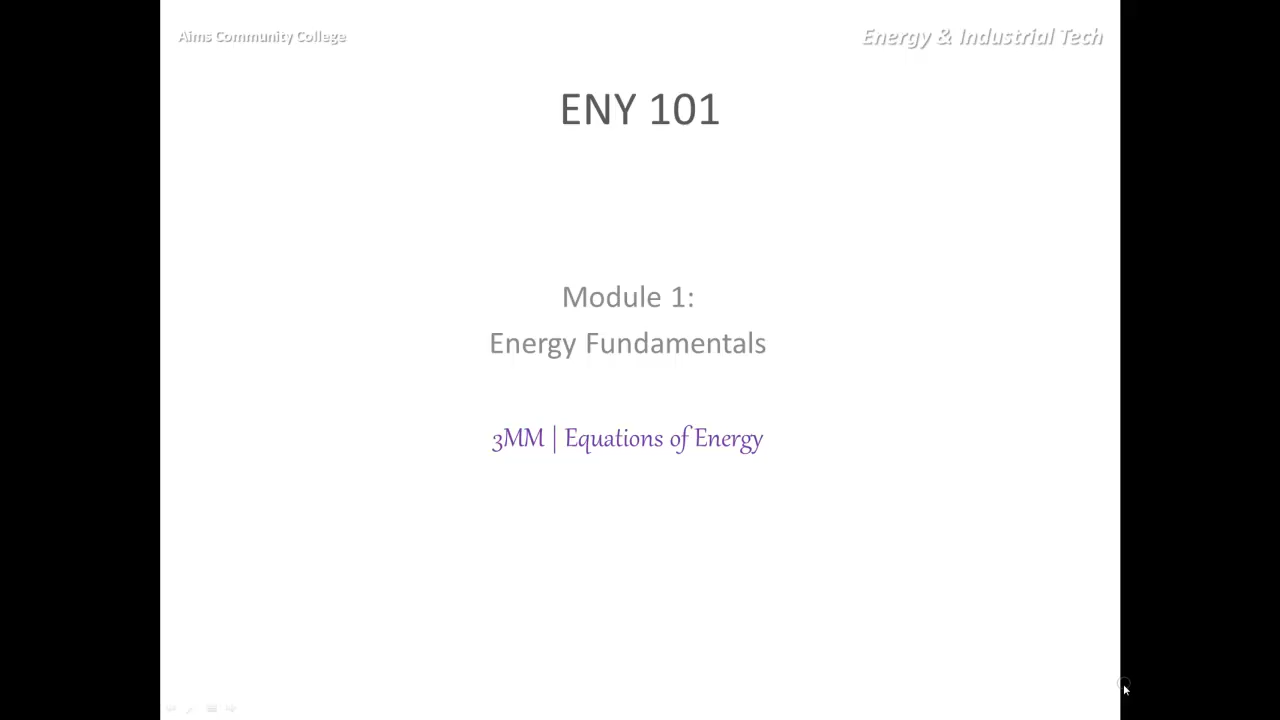 Aims Community College
Energy & Industrial Tech
ENY 101
Module 1:
Energy Fundamentals
3MM | Equations of Energy